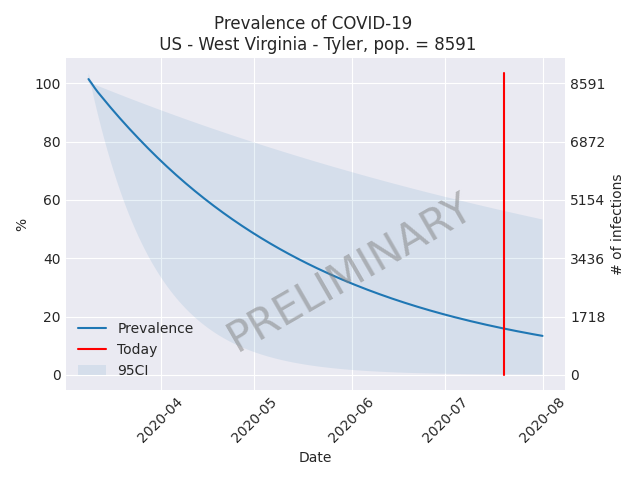 Prevalence of COVID-19
US - West Virginia - Tyler, pop. = 8591
100
80
60
40
20
0
%
8591
6872
5154
3436
1718
0
# of infections
PRELIMINARY
Prevalence
Today
95CI
2020-04
2020-05
2020-06
2020-07
2020-08
Date